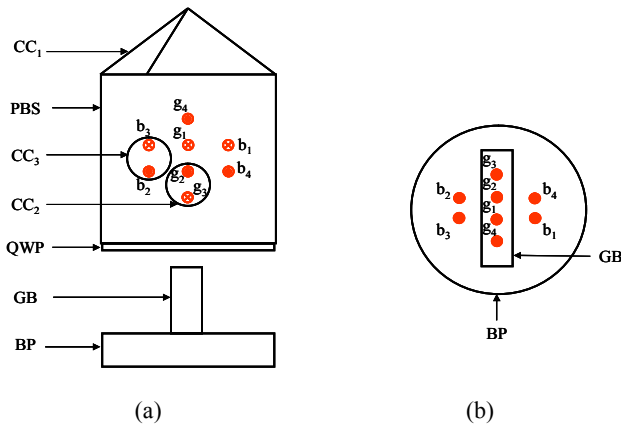 CC₁
PBS
g₄
b₃
g₁
b₁
CC₃
b₂
g₂
b₄
g₃
CC₂
QWP
GB
BP
(a)
g₃
b₂
g₂
b₄
g₁
b₃
g₄
b₁
GB
BP
(b)